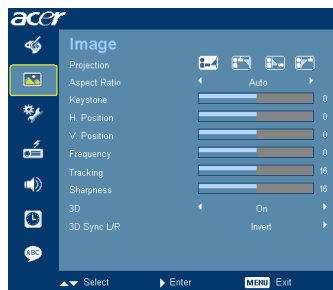 acer
Image
Projection
Aspect Ratio Auto
Keystone 0
H. Position 0
V. Position 0
Frequency 0
Tracking 16
Sharpness 16
3D On
3D Sync L/R Invert
ABC
Select Enter MENU Exit